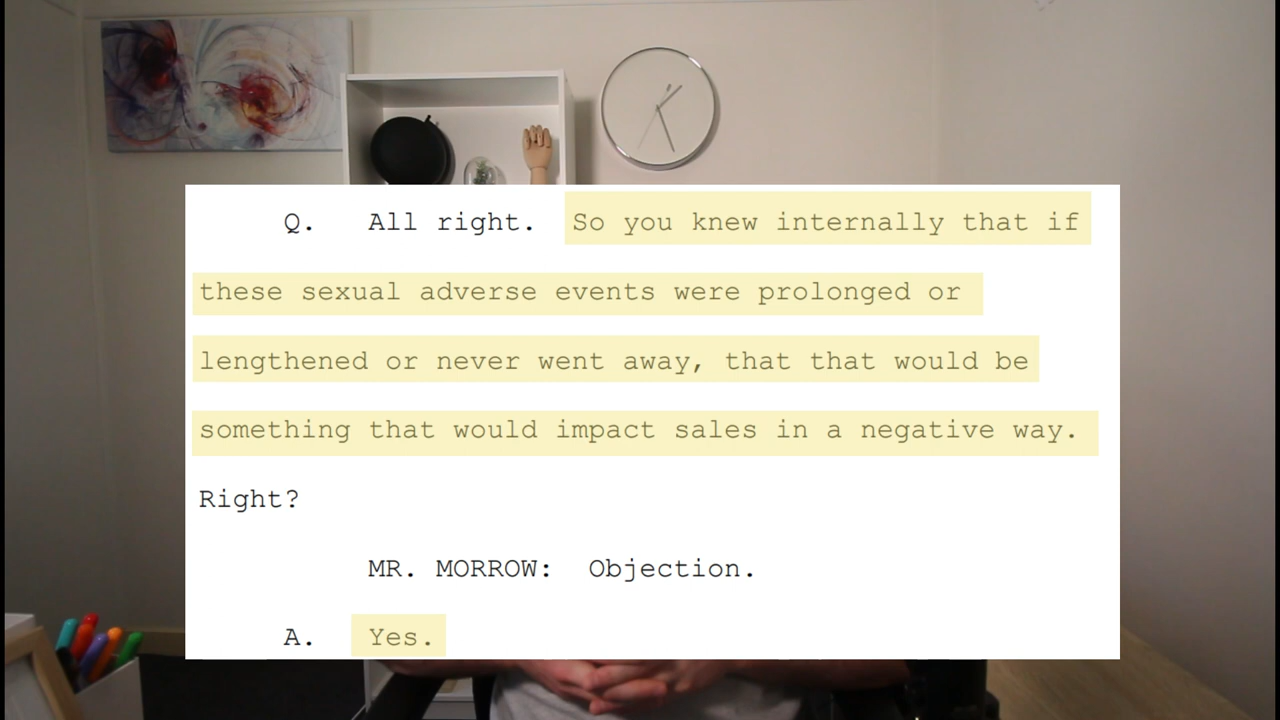 Q. All right. So you knew internally that if
these sexual adverse events were prolonged or
lengthened or never went away, that that would be
something that would impact sales in a negative way.
Right?
MR. MORROW: Objection.
A. Yes.